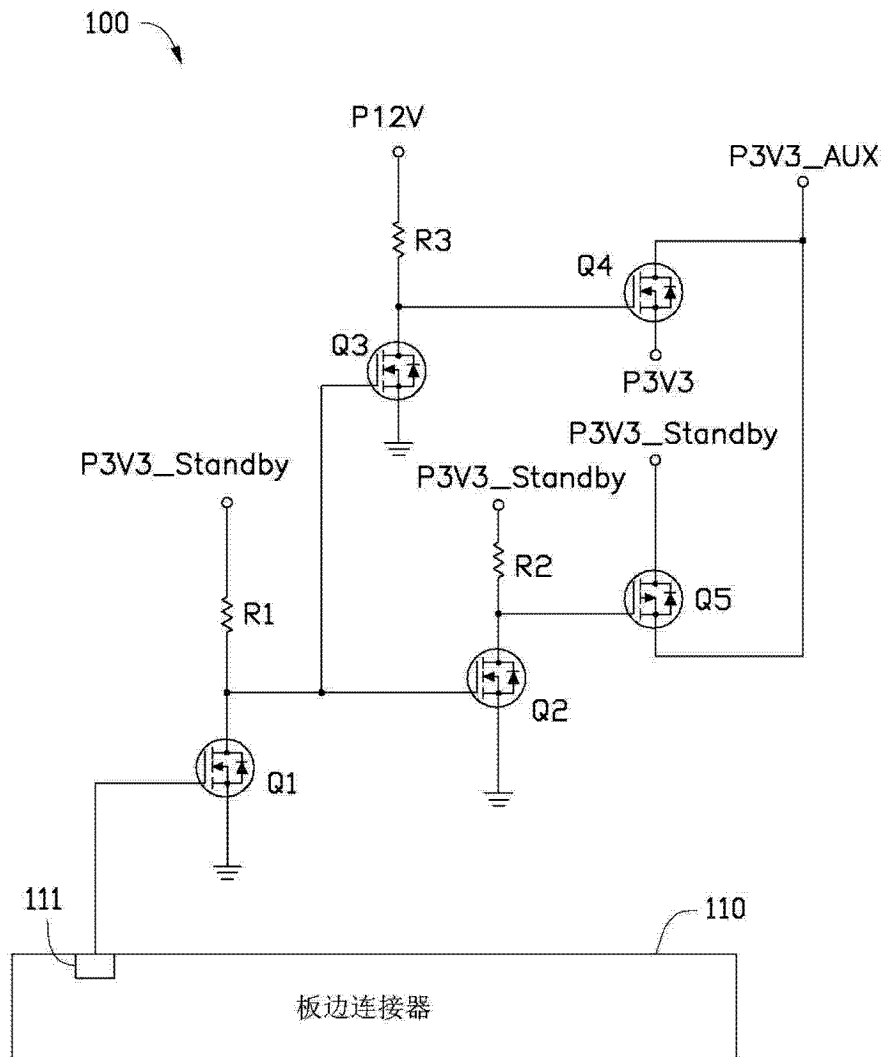 100
P12V
P3V3_AUX
R3
Q4
Q3
P3V3
P3V3_Standby
P3V3_Standby
P3V3_Standby
R2
Q5
R1
Q2
Q1
111
110
板边连接器